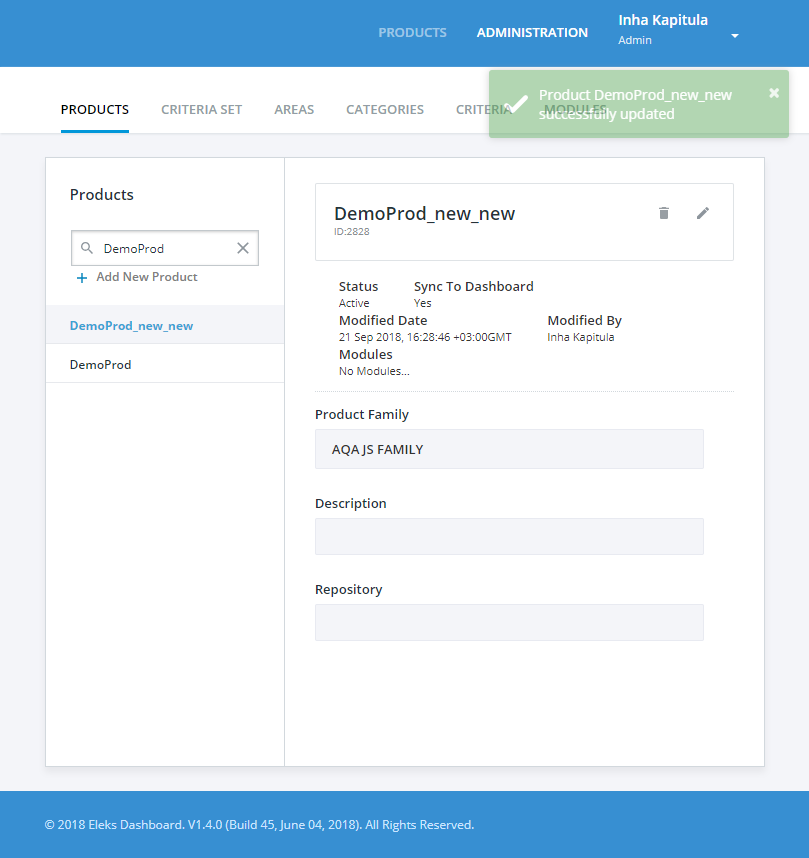 PRODUCTS
ADMINISTRATION
Inha Kapitula
Admin
PRODUCTS
CRITERIA SET
AREAS
CATEGORIES
CRITERIA
MODULES
Product DemoProd_new_new
successfully updated
Products
DemoProd
Add New Product
DemoProd_new_new
DemoProd
DemoProd_new_new
ID:2828
Status Sync To Dashboard
Active Yes
Modified Date Modified By
21 Sep 2018, 16:28:46 +03:00GMT Inha Kapitula
Modules
No Modules...
Product Family
AQA JS FAMILY
Description
Repository
© 2018 Eleks Dashboard. V1.4.0 (Build 45, June 04, 2018). All Rights Reserved.